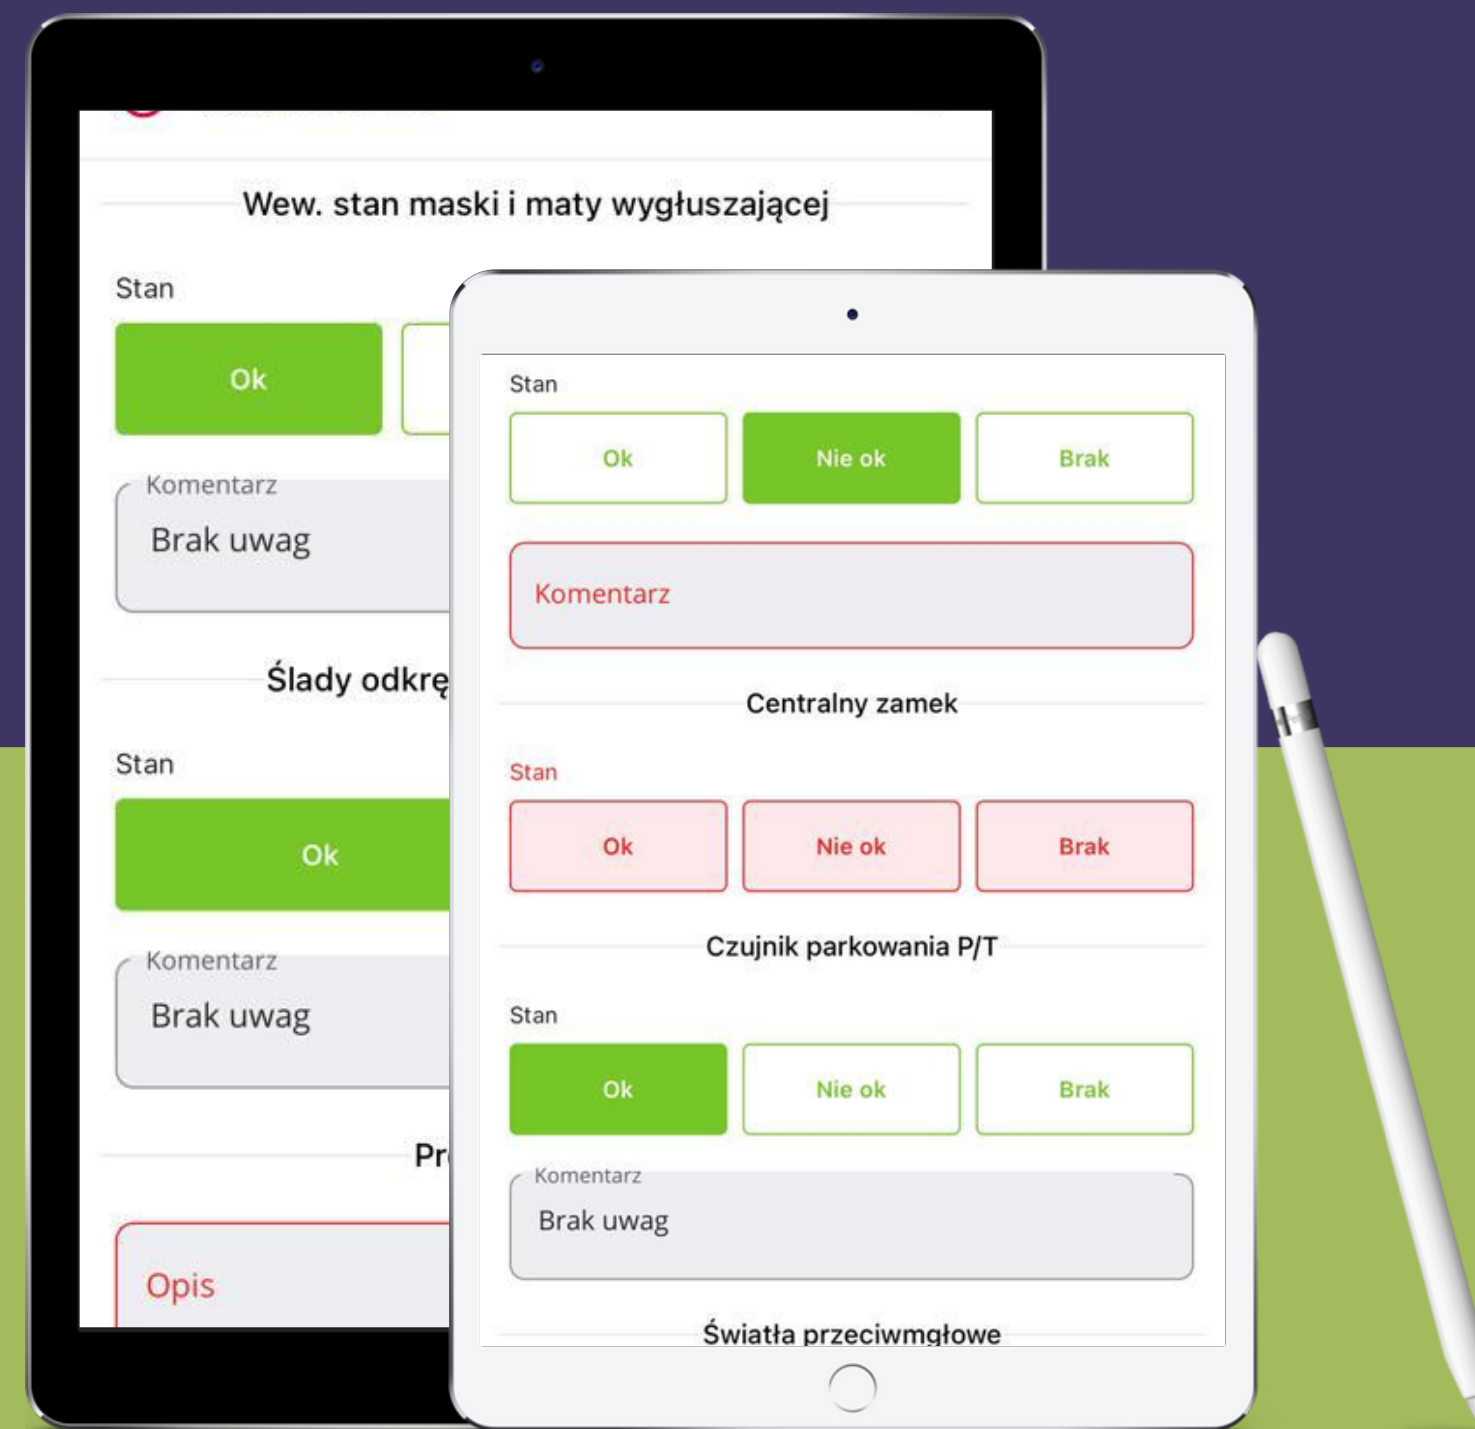 Wew. stan maski i maty wygłuszającej
Stan
Ok
Komentarz
Brak uwag
Ślady odkrę
Stan
Ok
Komentarz
Brak uwag
Opis
Stan
Ok Nie ok Brak
Komentarz
Centralny zamek
Stan
Ok Nie ok Brak
Czujnik parkowania P/T
Stan
Ok Nie ok Brak
Komentarz
Brak uwag
Światła przeciwmgłowe